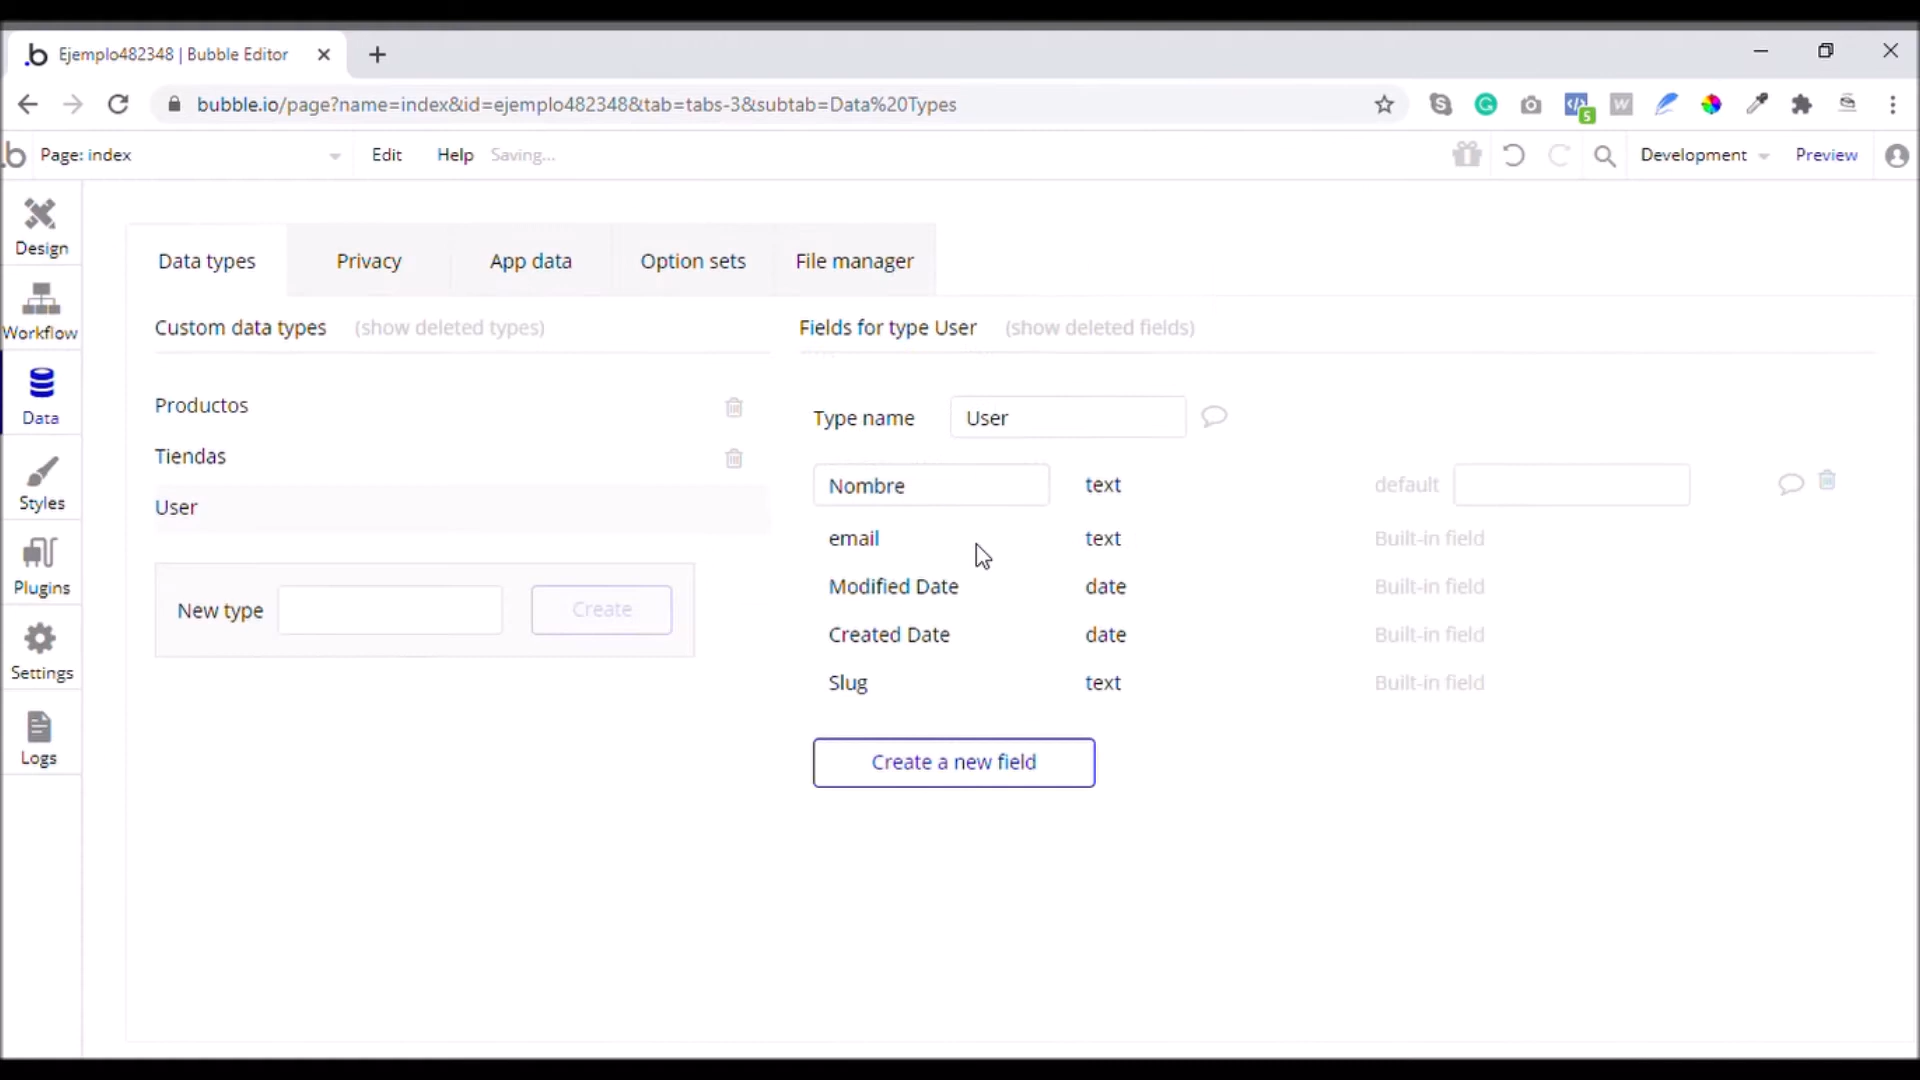 Ejemplo482348 | Bubble Editor
bubble.io/page?name=index&id=ejemplo482348&tab=tabs-3&subtab=Data%20Types
5
W
.b Page: index Edit Help Saving... Development Preview
Design
Workflow
Data
Styles
Plugins
Settings
Logs
Data types Privacy App data Option sets File manager
Custom data types (show deleted types)
Productos
Tiendas
User
New type Create
Fields for type User (show deleted fields)
Type name User
Nombre text default
email text Built-in field
Modified Date date Built-in field
Created Date date Built-in field
Slug text Built-in field
Create a new field